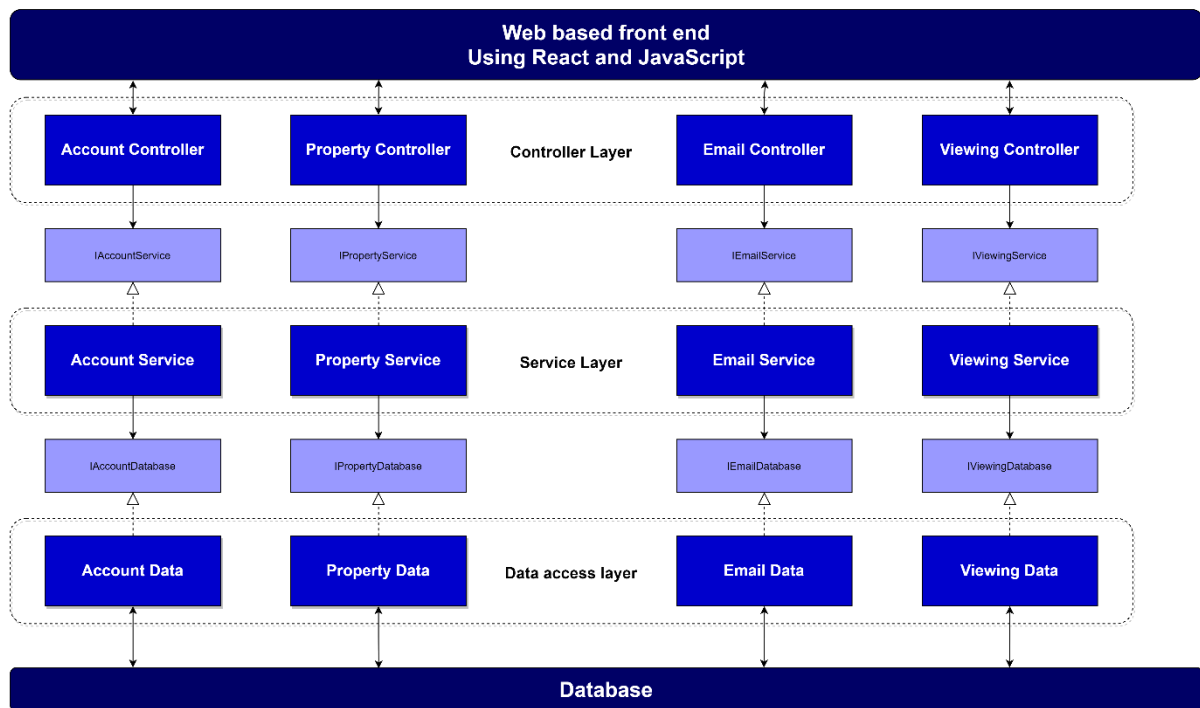 Web based front end
Using React and JavaScript
Account Controller
Property Controller
Controller Layer
Email Controller
Viewing Controller
IAccountService
IPropertyService
IEmailService
IViewingService
Account Service
Property Service
Service Layer
Email Service
Viewing Service
IAccountDatabase
IPropertyDatabase
IEmailDatabase
IViewingDatabase
Account Data
Property Data
Data access layer
Email Data
Viewing Data
Database